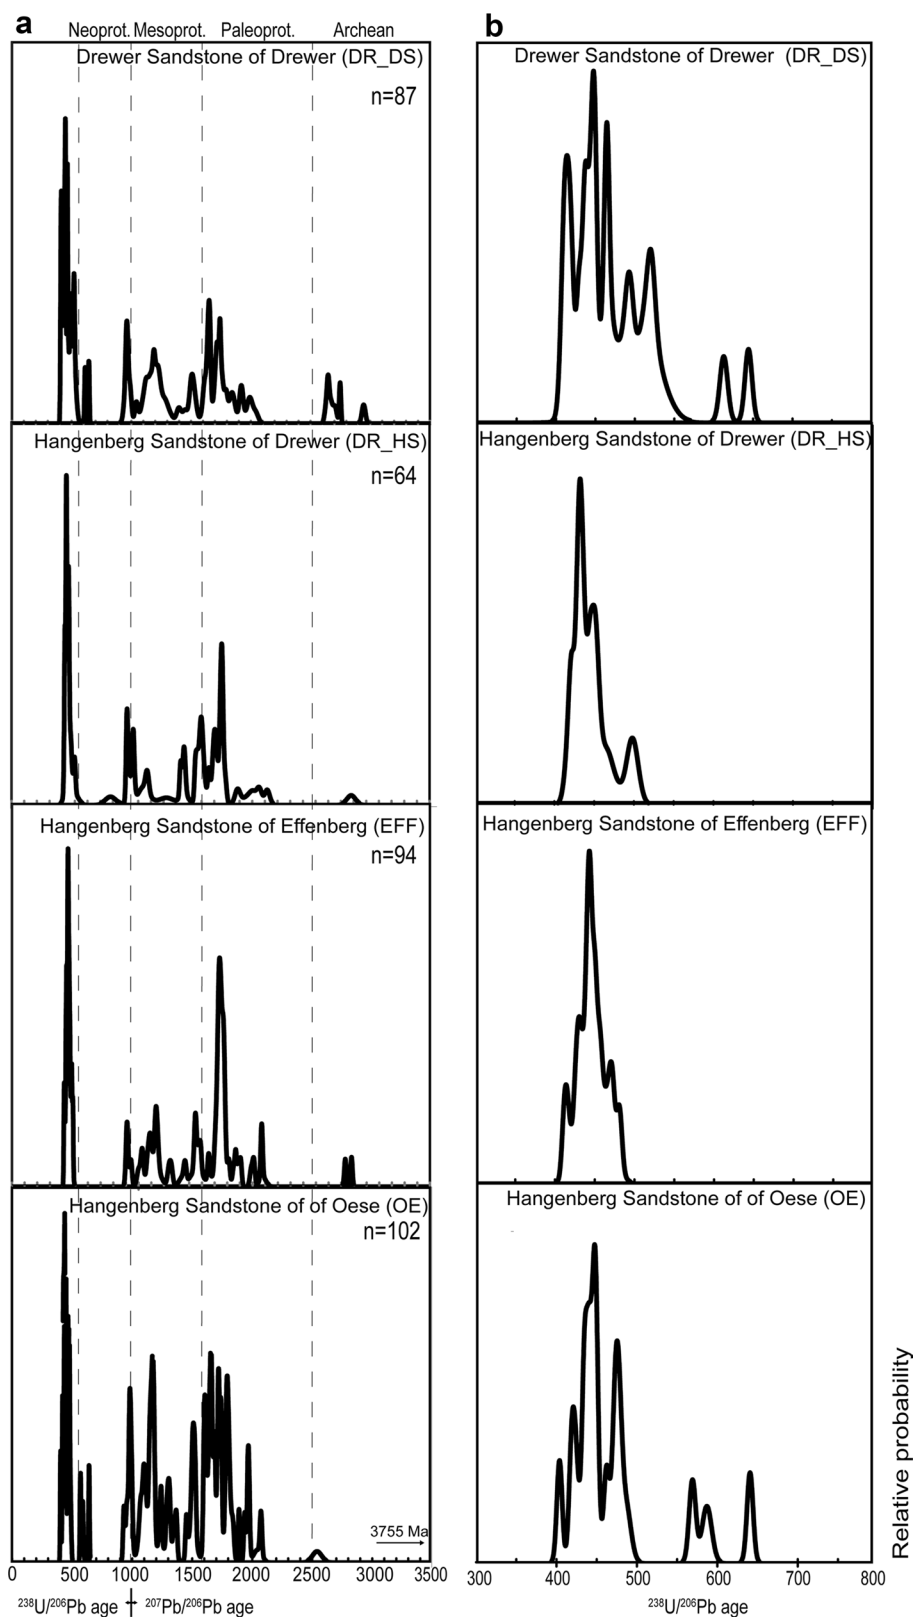 a
b
Neoprot. Mesoprot. Paleoprot. Archean
Drewer Sandstone of Drewer (DR_DS)
n=87
Drewer Sandstone of Drewer (DR_DS)
Hangenberg Sandstone of Drewer (DR_HS)
n=64
Hangenberg Sandstone of Drewer (DR_HS)
Hangenberg Sandstone of Effenberg (EFF)
n=94
Hangenberg Sandstone of Effenberg (EFF)
Hangenberg Sandstone of of Oese (OE)
n=102
Hangenberg Sandstone of of Oese (OE)
3755 Ma
Relative probability
0 500 1000 1500 2000 2500 3000 3500
300 400 500 600 700 800
238U/206Pb age 207Pb/206Pb age
238U/206Pb age